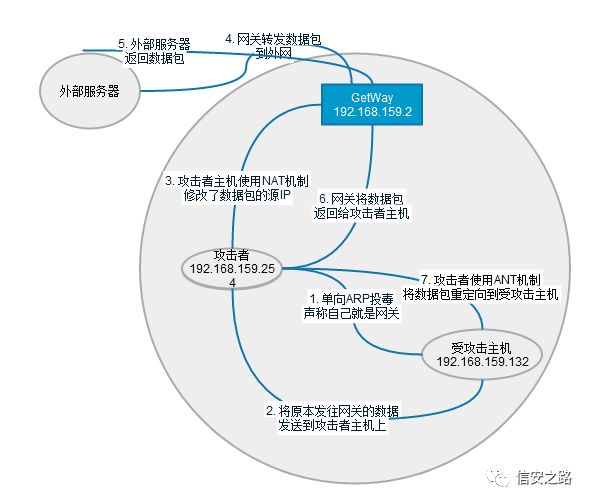 5. 外部服务器
返回数据包
4. 网关转发数据包
到外网
外部服务器
GetWay
192.168.159.2
3. 攻击者主机使用NAT机制
修改了数据包的源IP
6. 网关将数据包
返回给攻击者主机
攻击者
192.168.159.25
4
7. 攻击者使用ANT机制
将数据包重定向到受攻击主机
1. 单向ARP投毒
声称自己就是网关
受攻击主机
192.168.159.132
2. 将原本发往网关的数据
发送到攻击者主机上
信安之路